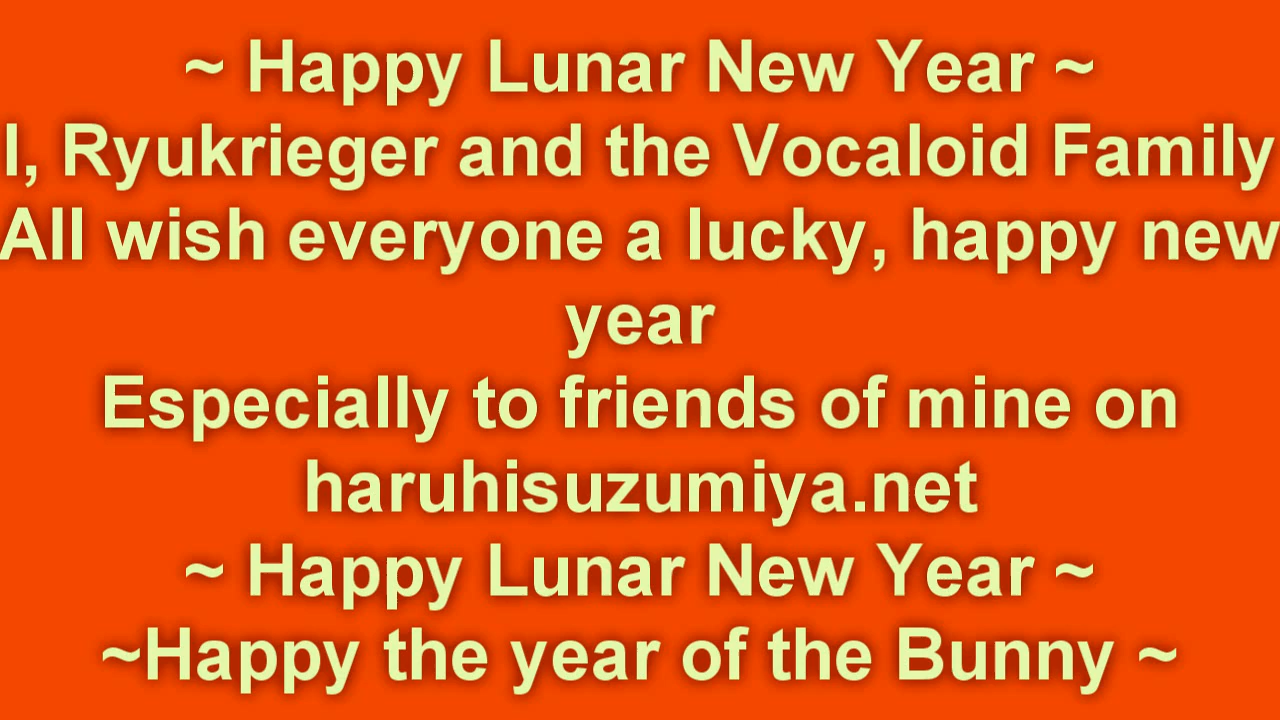 ~ Happy Lunar New Year ~
I, Ryukrieger and the Vocaloid Family
All wish everyone a lucky, happy new
year
Especially to friends of mine on
haruhisuzumiya.net
~ Happy Lunar New Year ~
~Happy the year of the Bunny ~